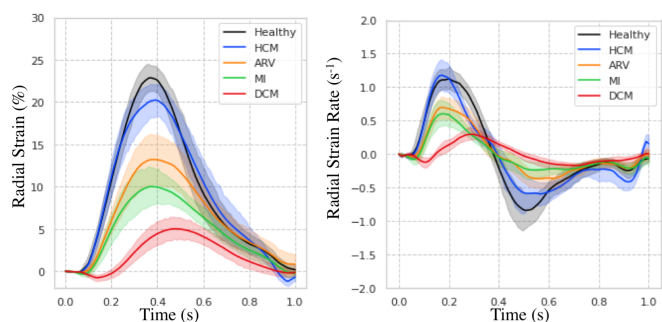 Radial Strain (%)
30
25
20
15
10
5
0
0.0 0.2 0.4 0.6 0.8 1.0
Time (s)
Healthy
HCM
ARV
MI
DCM
Radial Strain Rate (s-1)
2.0
1.5
1.0
0.5
0.0
−0.5
−1.0
−1.5
−2.0
0.0 0.2 0.4 0.6 0.8 1.0
Time (s)
Healthy
HCM
ARV
MI
DCM